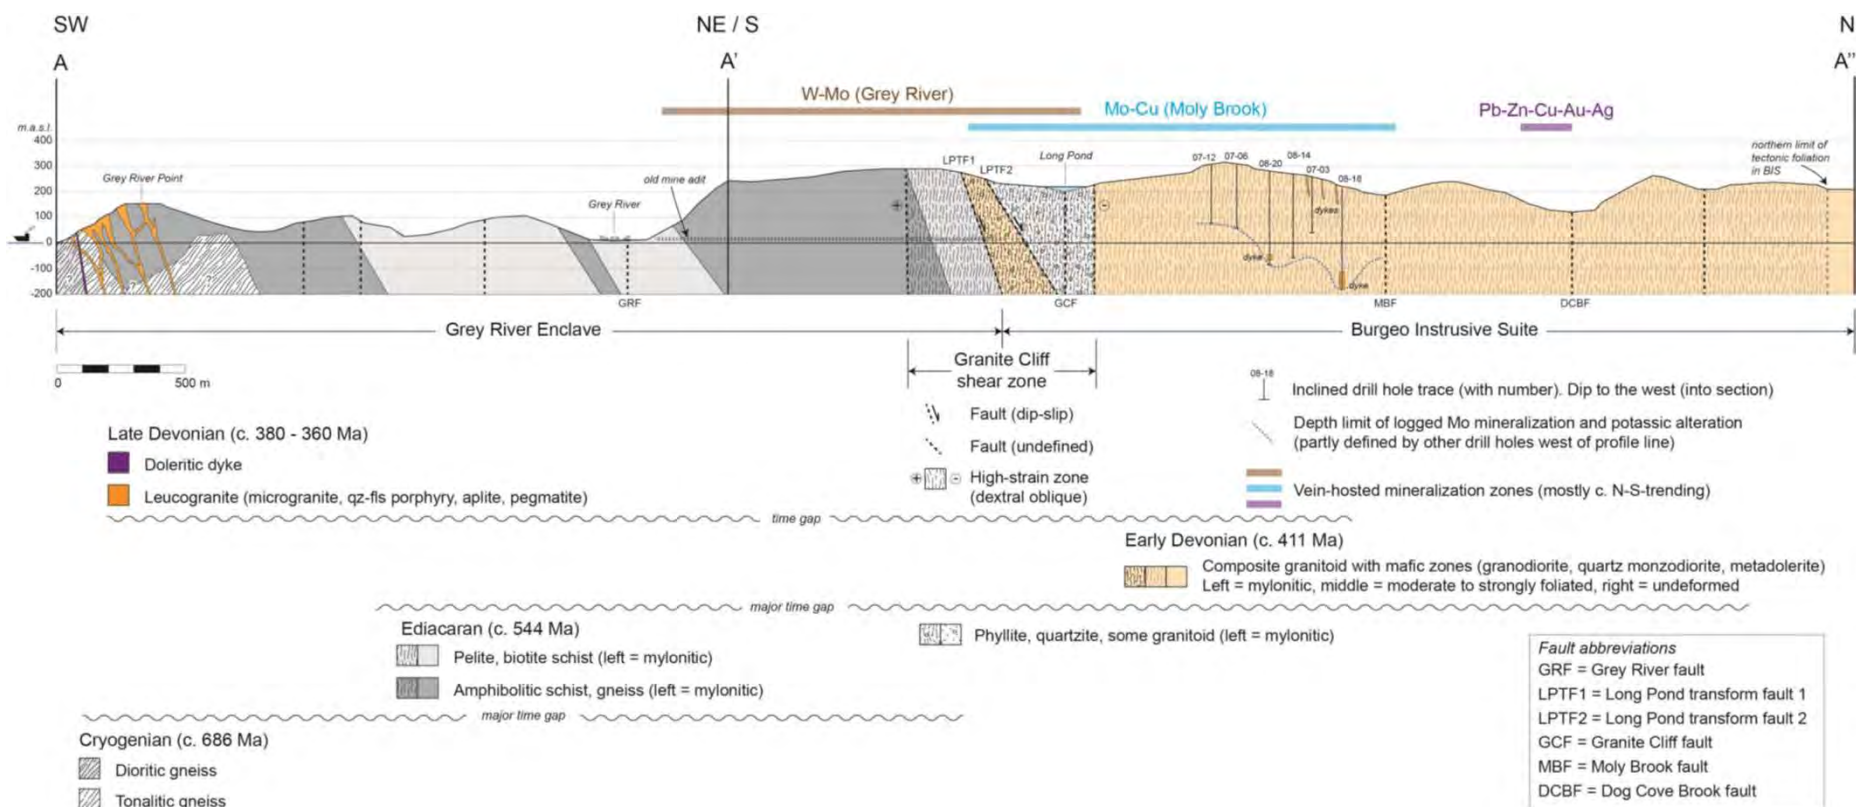 SW
NE / S
N
A
A'
A''
W-Mo (Grey River)
Mo-Cu (Moly Brook)
Pb-Zn-Cu-Au-Ag
m.a.s.l.
400
300
200
100
0
-100
-200
Grey River Point
Grey River
old mine adit
LPTF1
LPTF2
Long Pond
07-12
07-06
08-20
08-14
07-03
08-18
dykes
dyke
dyke
northern limit of
tectonic foliation
in BIS
?
?
GRF
GCF
MBF
DCBF
Grey River Enclave
Burgeo Instrusive Suite
Granite Cliff
shear zone
0
500 m
Fault (dip-slip)
Fault (undefined)
High-strain zone
(dextral oblique)
08-18
Inclined drill hole trace (with number). Dip to the west (into section)
Depth limit of logged Mo mineralization and potassic alteration
(partly defined by other drill holes west of profile line)
Vein-hosted mineralization zones (mostly c. N-S-trending)
Late Devonian (c. 380 - 360 Ma)
Doleritic dyke
Leucogranite (microgranite, qz-fls porphyry, aplite, pegmatite)
time gap
Early Devonian (c. 411 Ma)
Composite granitoid with mafic zones (granodiorite, quartz monzodiorite, metadolerite)
Left = mylonitic, middle = moderate to strongly foliated, right = undeformed
major time gap
Ediacaran (c. 544 Ma)
Pelite, biotite schist (left = mylonitic)
Amphibolitic schist, gneiss (left = mylonitic)
Phyllite, quartzite, some granitoid (left = mylonitic)
major time gap
Cryogenian (c. 686 Ma)
Dioritic gneiss
Tonalitic gneiss
Fault abbreviations
GRF = Grey River fault
LPTF1 = Long Pond transform fault 1
LPTF2 = Long Pond transform fault 2
GCF = Granite Cliff fault
MBF = Moly Brook fault
DCBF = Dog Cove Brook fault